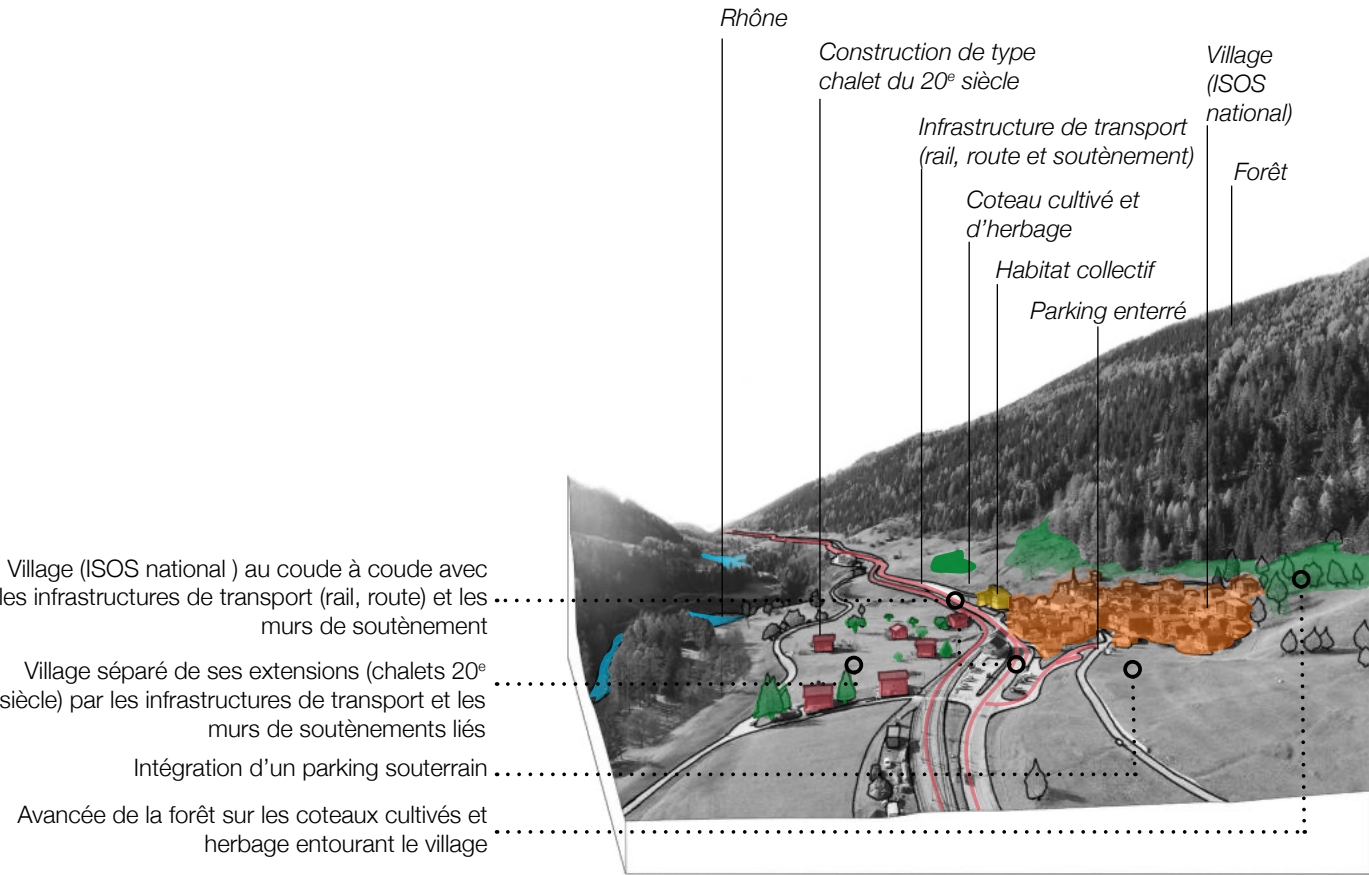 Rhône
Construction de type
chalet du 20e siècle
Village
(ISOS
national)
Infrastructure de transport
(rail, route et soutènement)
Forêt
Coteau cultivé et
d’herbage
Habitat collectif
Parking enterré
Village (ISOS national ) au coude à coude avec
les infrastructures de transport (rail, route) et les
murs de soutènement
Village séparé de ses extensions (chalets 20e
siècle) par les infrastructures de transport et les
murs de soutènements liés
Intégration d’un parking souterrain
Avancée de la forêt sur les coteaux cultivés et
herbage entourant le village